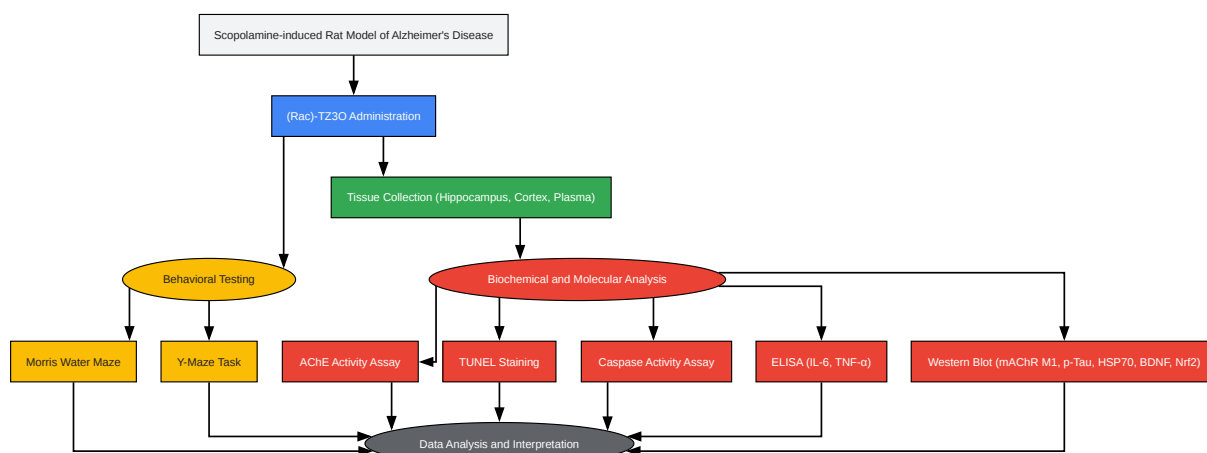 Scopolamine-induced Rat Model of Alzheimer's Disease
(Rac)-TZ3O Administration
Tissue Collection (Hippocampus, Cortex, Plasma)
Behavioral Testing
Biochemical and Molecular Analysis
Morris Water Maze
Y-Maze Task
AChE Activity Assay
TUNEL Staining
Caspase Activity Assay
ELISA (IL-6, TNF-α)
Western Blot (mAChR M1, p-Tau, HSP70, BDNF, Nrf2)
Data Analysis and Interpretation